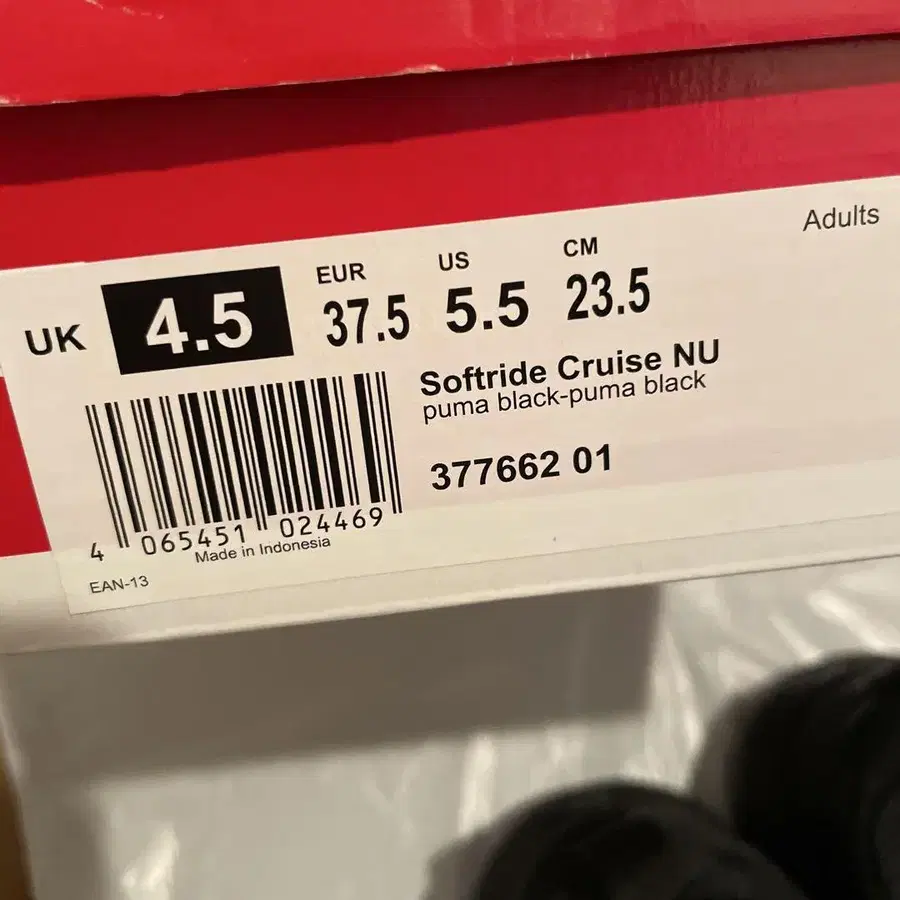 Adults
UK 4.5
EUR 37.5
US 5.5
CM 23.5
Softride Cruise NU
puma black-puma black
377662 01
4 065451 024469
Made in Indonesia
EAN-13